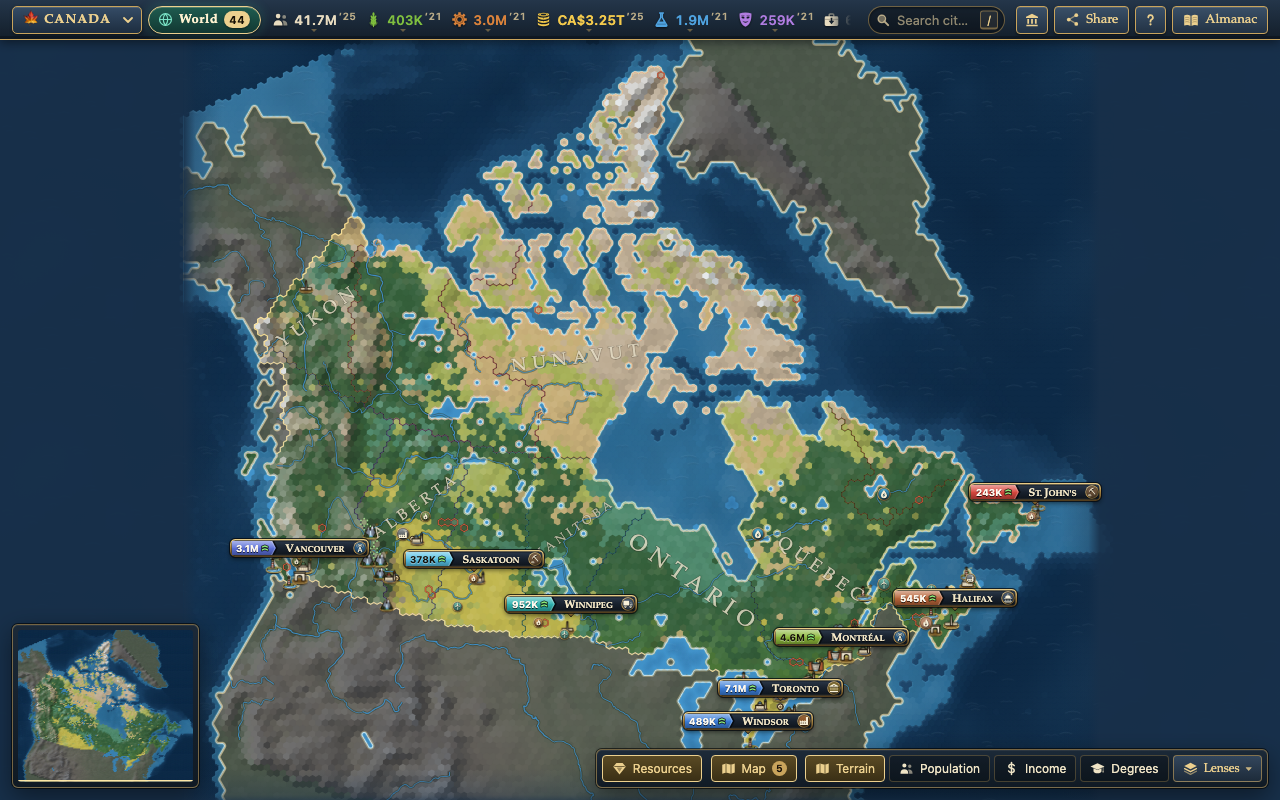 CANADA
World 44
41.7M '25
403K '21
3.0M '21
CA$3.25T '25
1.9M '21
259K '21
Search cit... /
Share
?
Almanac
YUKON
NUNAVUT
ALBERTA
ANITOBA
ONTARIO
QUEBEC
243K St. John's
3.1M Vancouver
378K Saskatoon
952K Winnipeg
545K Halifax
4.6M Montréal
7.1M Toronto
489K Windsor
Resources
Map 5
Terrain
Population
$ Income
Degrees
Lenses